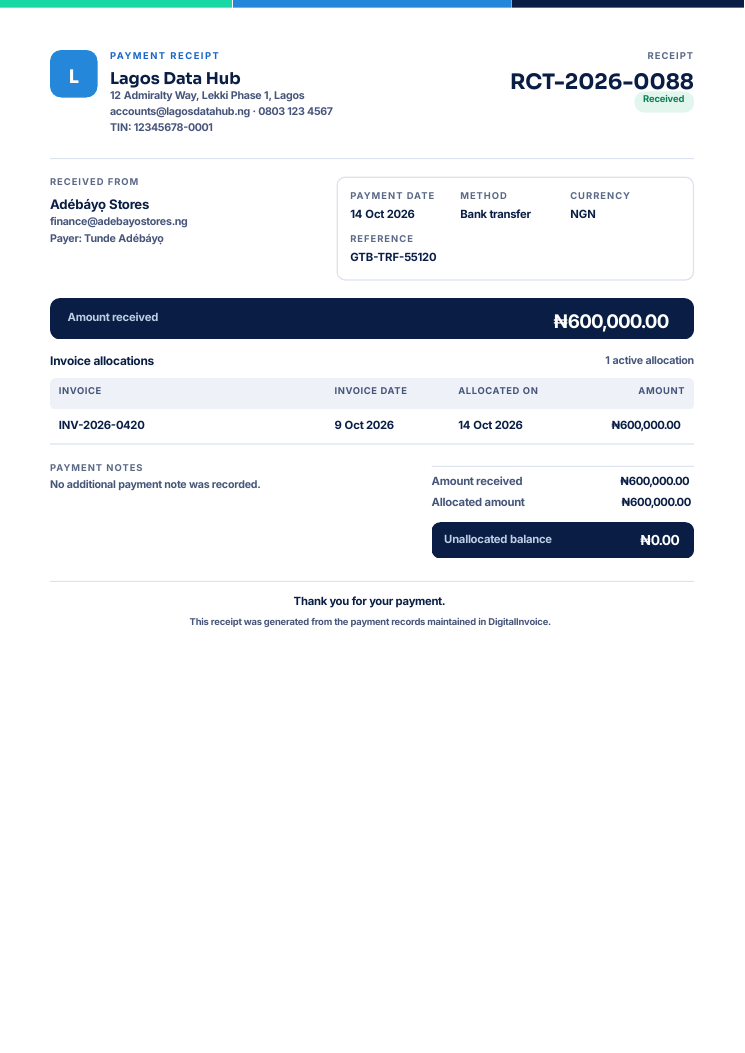 L
PAYMENT RECEIPT
Lagos Data Hub
12 Admiralty Way, Lekki Phase 1, Lagos
accounts@lagosdatahub.ng · 0803 123 4567
TIN: 12345678-0001
RECEIPT
RCT-2026-0088
Received
RECEIVED FROM
Adébáyọ Stores
finance@adebayostores.ng
Payer: Tunde Adébáyọ
PAYMENT DATE METHOD CURRENCY
14 Oct 2026 Bank transfer NGN
REFERENCE
GTB-TRF-55120
Amount received ₦600,000.00
Invoice allocations 1 active allocation
INVOICE INVOICE DATE ALLOCATED ON AMOUNT
INV-2026-0420 9 Oct 2026 14 Oct 2026 ₦600,000.00
PAYMENT NOTES
No additional payment note was recorded.
Amount received ₦600,000.00
Allocated amount ₦600,000.00
Unallocated balance ₦0.00
Thank you for your payment.
This receipt was generated from the payment records maintained in DigitalInvoice.